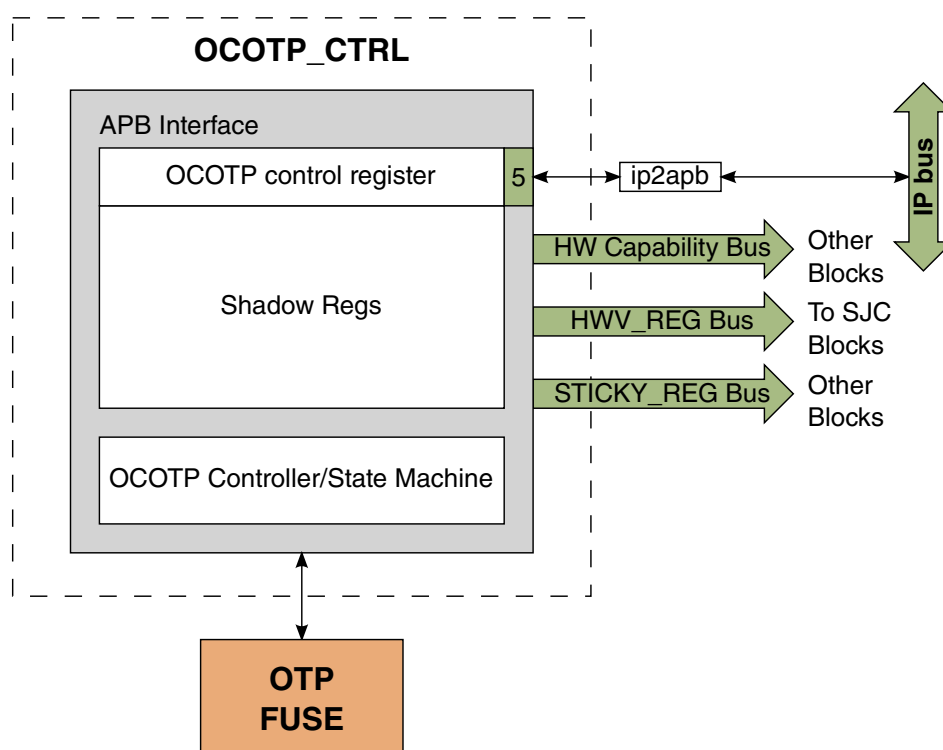 OCOTP_CTRL
APB Interface
OCOTP control register
5
ip2apb
IP bus
HW Capability Bus
Other
Blocks
Shadow Regs
HWV_REG Bus
To SJC
Blocks
STICKY_REG Bus
Other
Blocks
OCOTP Controller/State Machine
OTP
FUSE